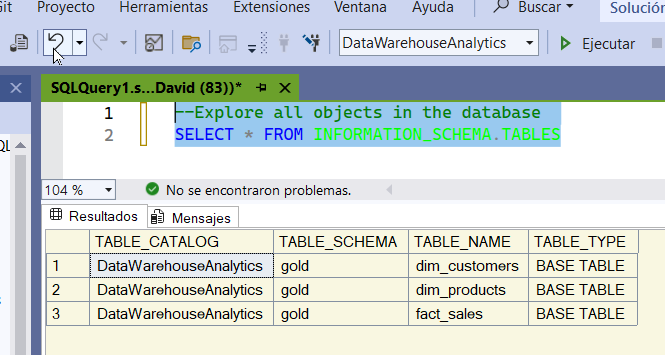 Git Proyecto Herramientas Extensiones Ventana Ayuda Buscar Solución
DataWarehouseAnalytics Ejecutar
SQLQuery1.s...David (83))*
1 --Explore all objects in the database
2 SELECT * FROM INFORMATION_SCHEMA.TABLES
104 % No se encontraron problemas.
Resultados Mensajes
TABLE_CATALOG TABLE_SCHEMA TABLE_NAME TABLE_TYPE
1 DataWarehouseAnalytics gold dim_customers BASE TABLE
2 DataWarehouseAnalytics gold dim_products BASE TABLE
3 DataWarehouseAnalytics gold fact_sales BASE TABLE